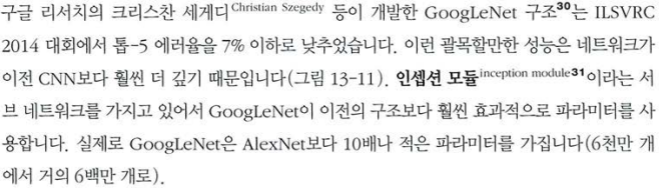 구글 리서치의 크리스찬 세게디Christian Szegedy 등이 개발한 GoogLeNet 구조30는 ILSVRC
2014 대회에서 톱-5 에러율을 7% 이하로 낮추었습니다. 이런 괄목할만한 성능은 네트워크가
이전 CNN보다 훨씬 더 깊기 때문입니다(그림 13-11). 인셉션 모듈inception module31이라는 서
브 네트워크를 가지고 있어서 GoogLeNet이 이전의 구조보다 훨씬 효과적으로 파라미터를 사
용합니다. 실제로 GoogLeNet은 AlexNet보다 10배나 적은 파라미터를 가집니다(6천만 개
에서 거의 6백만 개로).